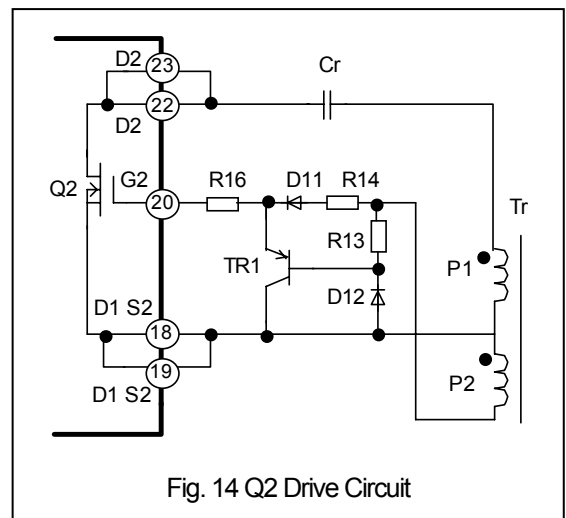 D2
23
Cr
22
D2
Q2
G2
20
R16
D11
R14
R13
Tr
TR1
P1
D12
D1 S2
18
19
D1 S2
P2
Fig. 14 Q2 Drive Circuit